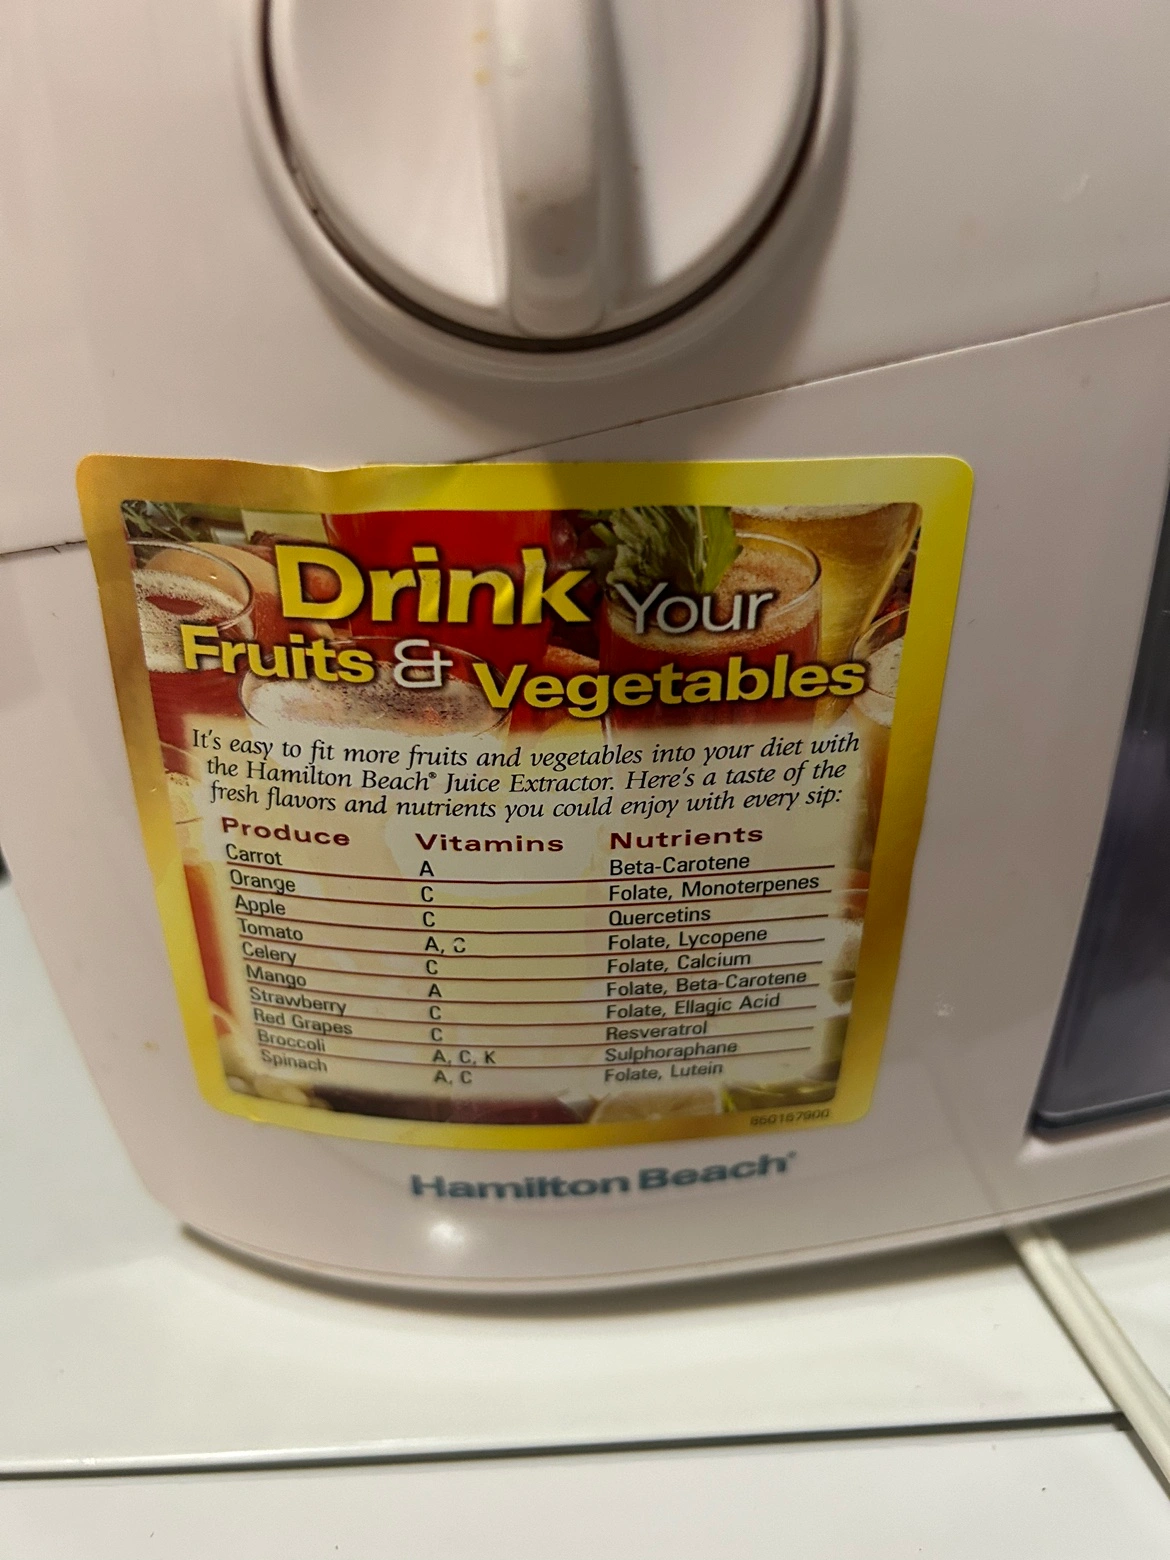 Drink Your
Fruits & Vegetables
It's easy to fit more fruits and vegetables into your diet with
the Hamilton Beach® Juice Extractor. Here's a taste of the
fresh flavors and nutrients you could enjoy with every sip:
Produce Vitamins Nutrients
Carrot A Beta-Carotene
Orange C Folate, Monoterpenes
Apple C Quercetins
Tomato A, C Folate, Lycopene
Celery C Folate, Calcium
Mango A Folate, Beta-Carotene
Strawberry C Folate, Ellagic Acid
Red Grapes C Resveratrol
Broccoli A, C, K Sulphoraphane
Spinach A, C Folate, Lutein
860167900
Hamilton Beach®